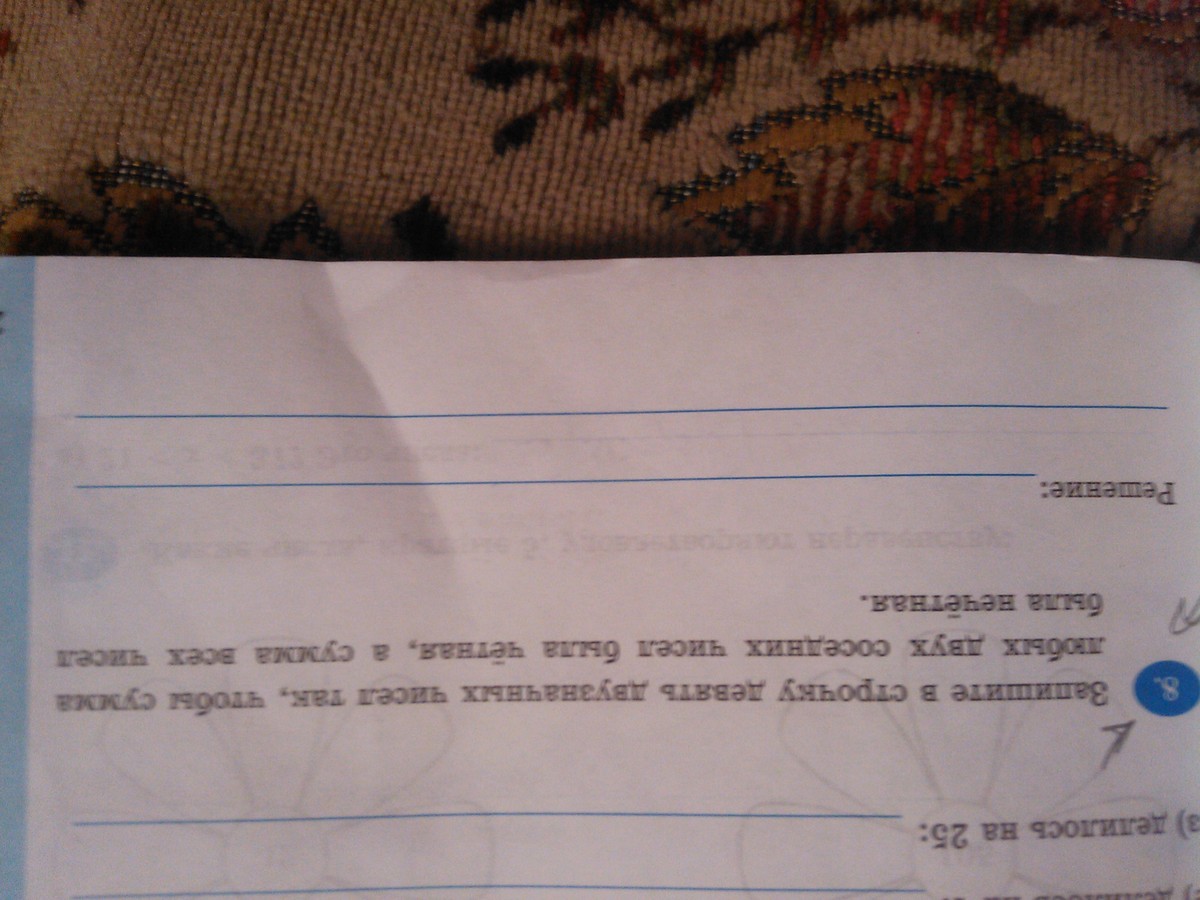 з) делилось на 25:
8. Запишите в строчку девять двузначных чисел так, чтобы сумма
любых двух соседних чисел была чётная, а сумма всех чисел
была нечётная.
Решение: